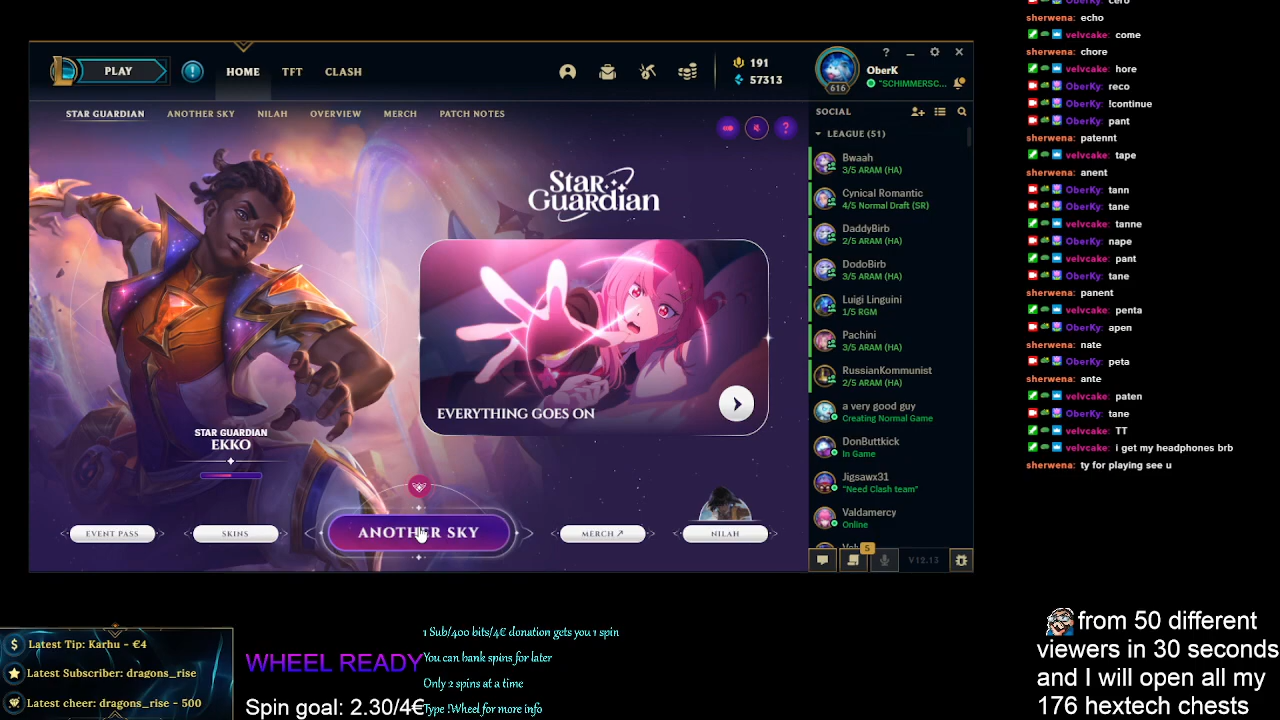 PLAY
HOME
TFT
CLASH
191
57313
616
OberK
"SCHIMMERSC...
STAR GUARDIAN
ANOTHER SKY
NILAH
OVERVIEW
MERCH
PATCH NOTES
Star Guardian
EVERYTHING GOES ON
STAR GUARDIAN
EKKO
EVENT PASS
SKINS
ANOTHER SKY
MERCH
NILAH
SOCIAL
LEAGUE (51)
Bwaah
3/5 ARAM (HA)
Cynical Romantic
4/5 Normal Draft (SR)
DaddyBirb
2/5 ARAM (HA)
DodoBirb
3/5 ARAM (HA)
Luigi Linguini
1/5 RGM
Pachini
3/5 ARAM (HA)
RussianKommunist
2/5 ARAM (HA)
a very good guy
Creating Normal Game
DonButtkick
In Game
Jigsawx31
"Need Clash team"
Valdamercy
Online
5
V12.13
OberKy: cero
sherwena: echo
velvcake: come
sherwena: chore
velvcake: hore
OberKy: reco
OberKy: !continue
OberKy: pant
sherwena: patennt
velvcake: tape
sherwena: anent
OberKy: tann
OberKy: tane
velvcake: tanne
OberKy: nape
velvcake: pant
OberKy: tane
sherwena: panent
velvcake: penta
OberKy: apen
sherwena: nate
OberKy: peta
sherwena: ante
velvcake: paten
OberKy: tane
velvcake: TT
velvcake: i get my headphones brb
sherwena: ty for playing see u
Latest Tip: Karhu - €4
Latest Subscriber: dragons_rise
Latest cheer: dragons_rise - 500
WHEEL READY
Spin goal: 2.30/4€
1 Sub/400 bits/4€ donation gets you 1 spin
You can bank spins for later
Only 2 spins at a time
Type !Wheel for more info
from 50 different
viewers in 30 seconds
and I will open all my
176 hextech chests